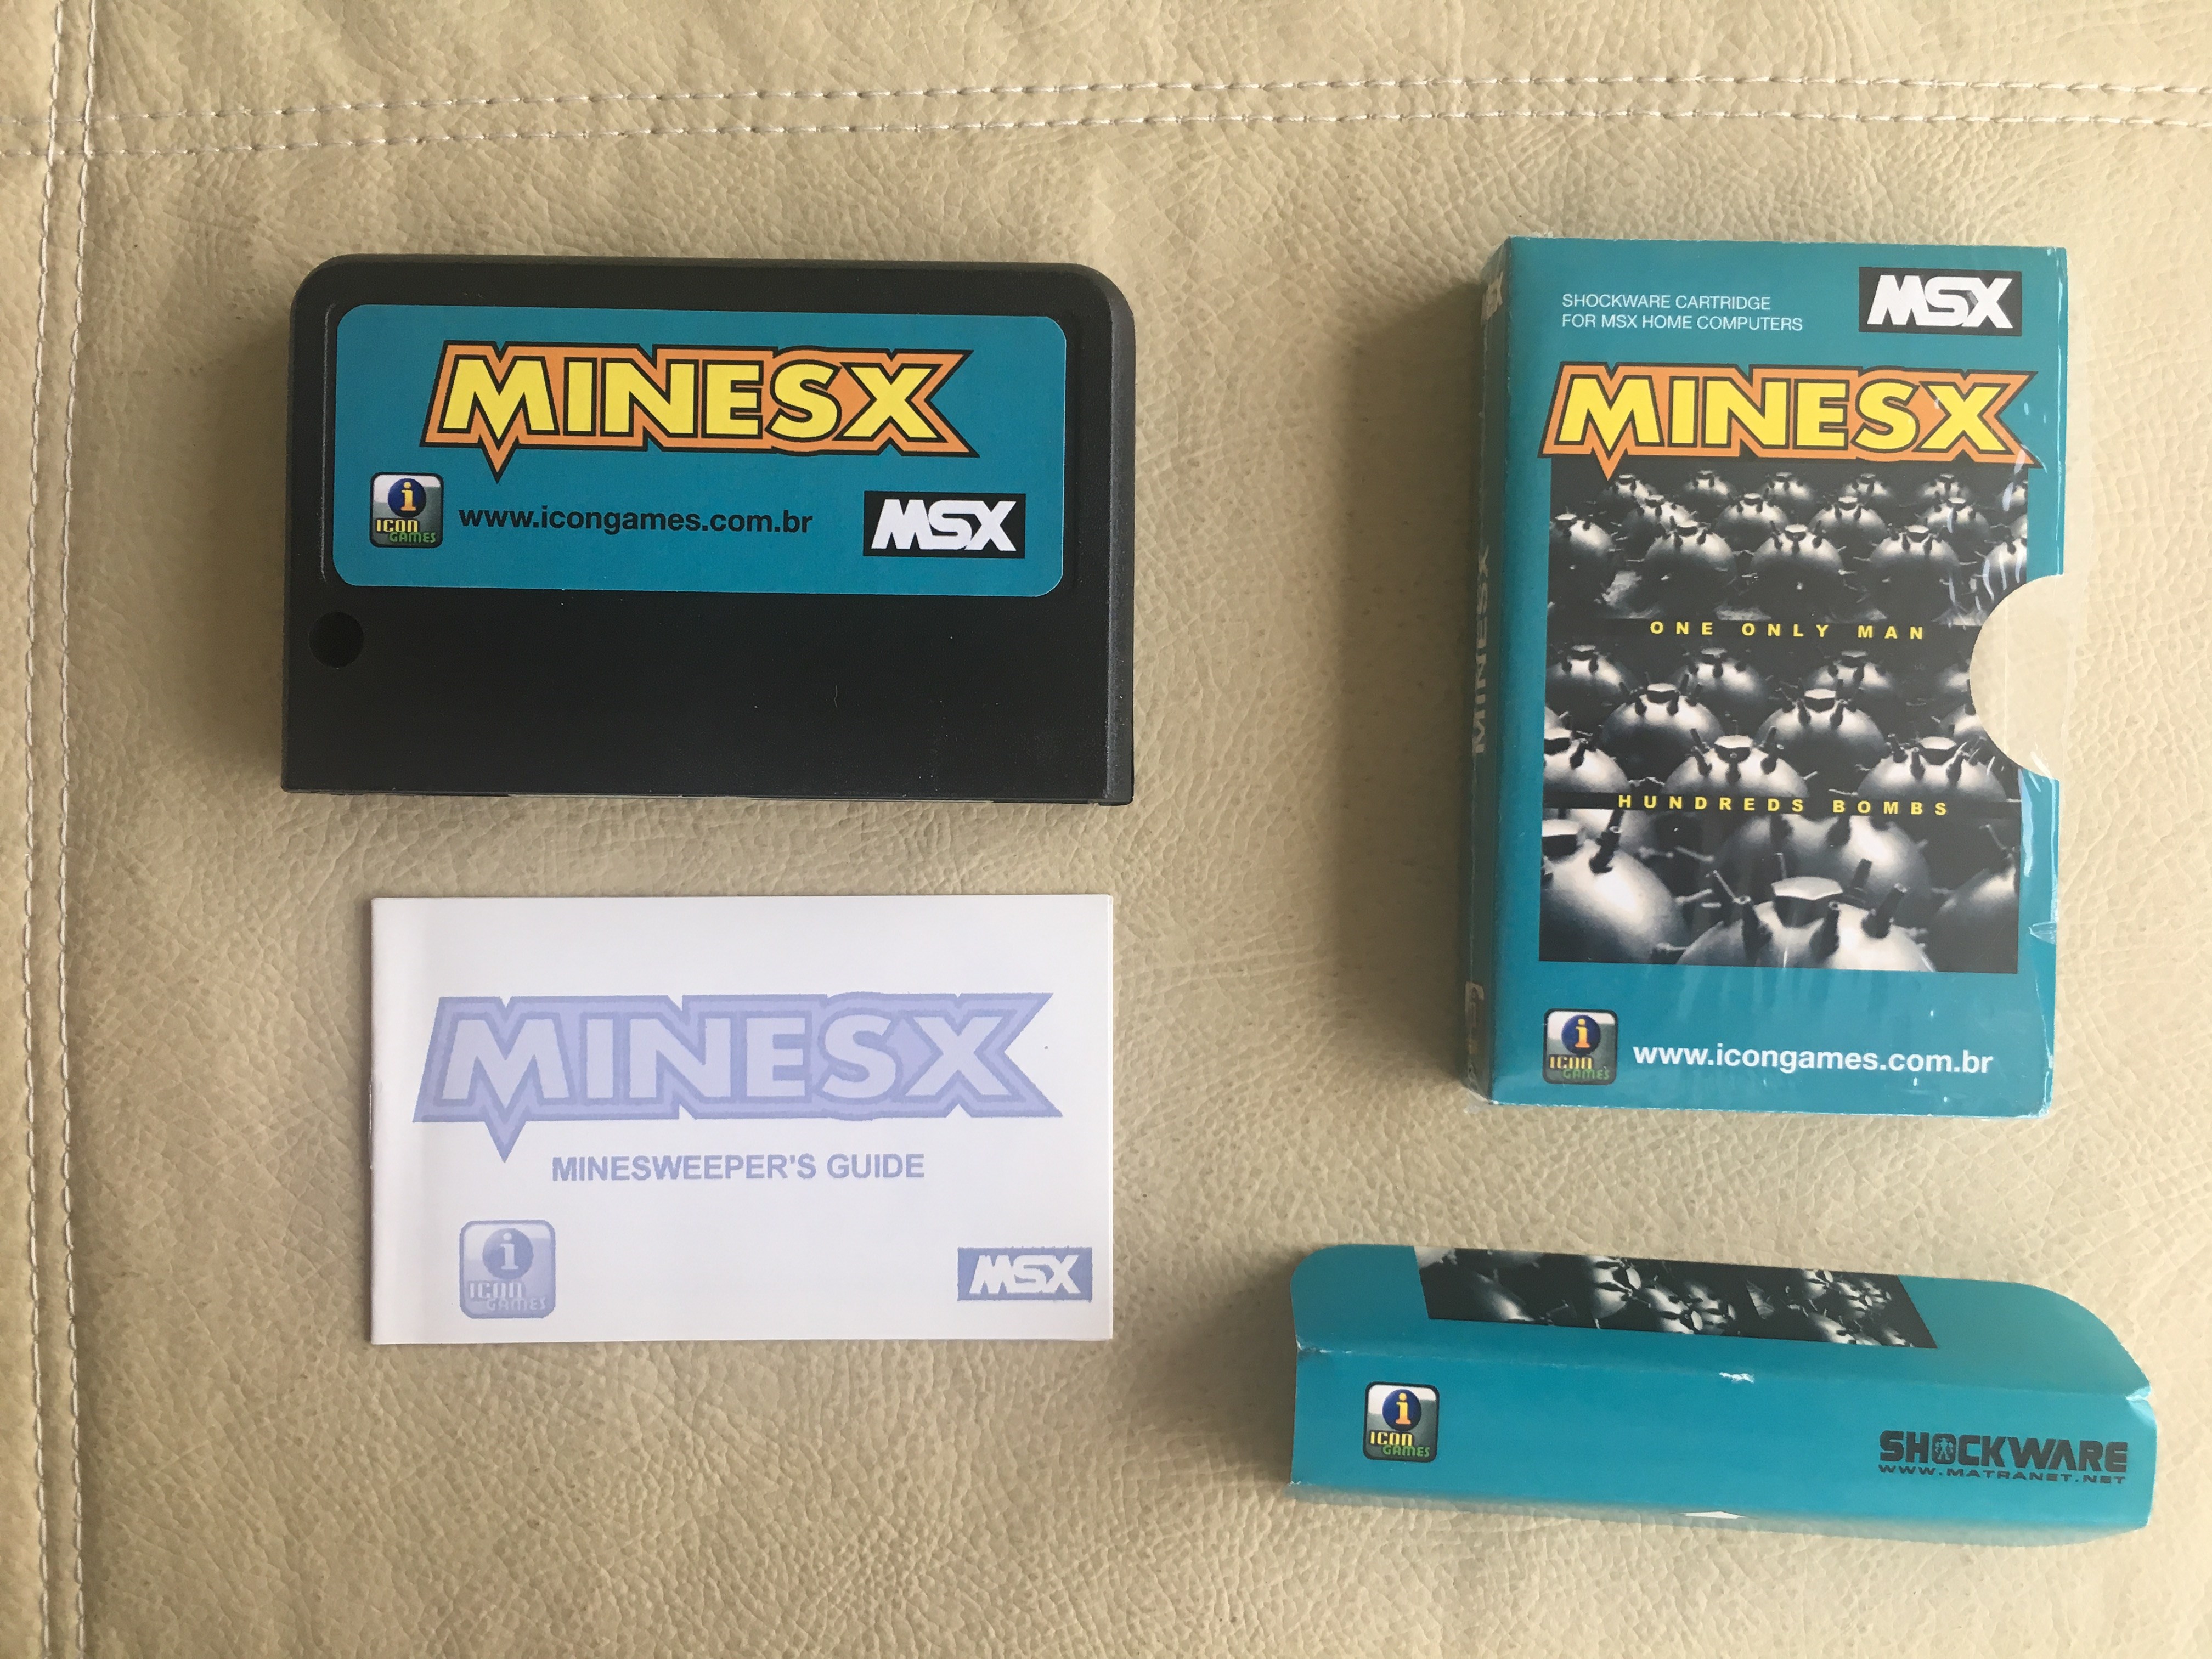 MINESX
i
ICON
GAMES
www.icongames.com.br
MSX
MINESX
MINESWEEPER'S GUIDE
i
ICON
GAMES
MSX
SHOCKWARE CARTRIDGE
FOR MSX HOME COMPUTERS
MSX
MINESX
ONE ONLY MAN
HUNDREDS BOMBS
i
ICON
GAMES
www.icongames.com.br
MINESX
i
ICON
GAMES
SHOCKWARE
WWW.MATRANET.NET